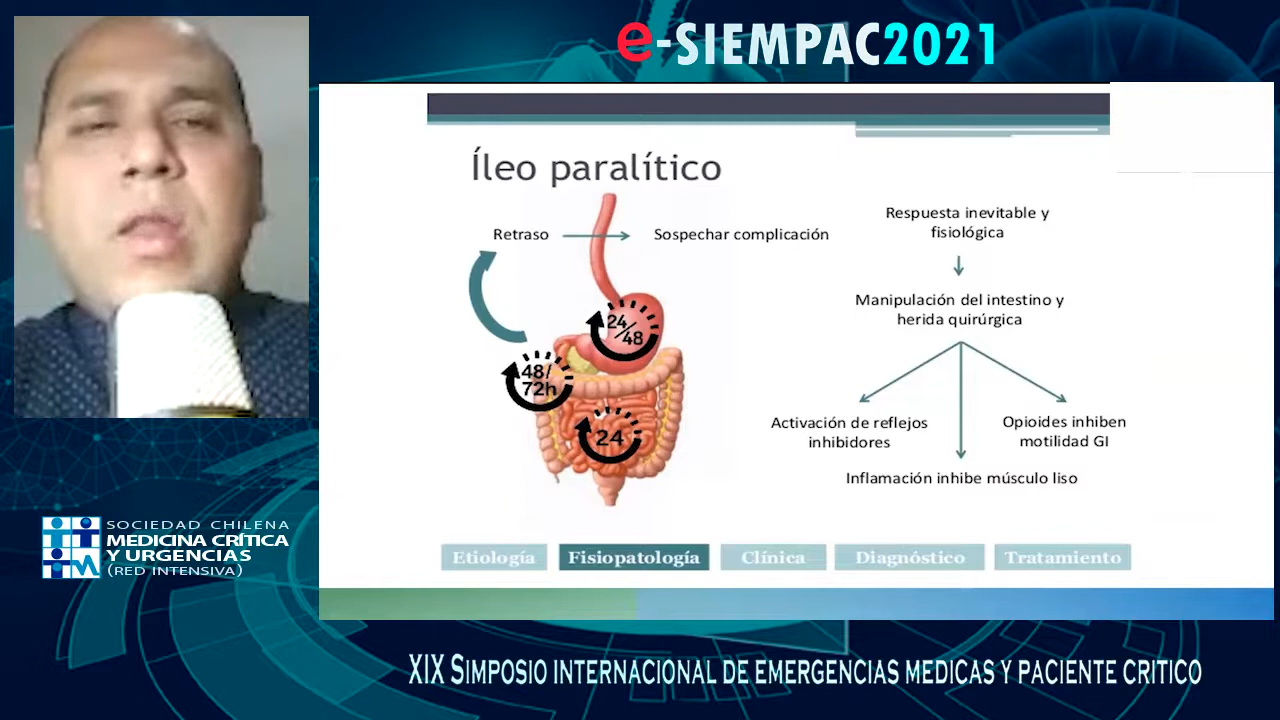 e-SIEMPAC2021
Íleo paralítico
Retraso
Sospechar complicación
24/48
48/
72h
24
Respuesta inevitable y
fisiológica
Manipulación del intestino y
herida quirúrgica
Activación de reflejos
inhibidores
Opioides inhiben
motilidad GI
Inflamación inhibe músculo liso
Etiología
Fisiopatología
Clínica
Diagnóstico
Tratamiento
SOCIEDAD CHILENA
MEDICINA CRÍTICA
Y URGENCIAS
(RED INTENSIVA)
XIX SIMPOSIO INTERNACIONAL DE EMERGENCIAS MEDICAS Y PACIENTE CRITICO